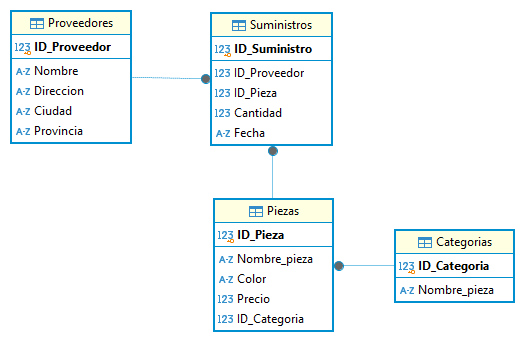 Proveedores
123 ID_Proveedor
A-Z Nombre
A-Z Direccion
A-Z Ciudad
A-Z Provincia
Suministros
123 ID_Suministro
123 ID_Proveedor
123 ID_Pieza
123 Cantidad
A-Z Fecha
Piezas
123 ID_Pieza
A-Z Nombre_pieza
A-Z Color
123 Precio
123 ID_Categoria
Categorias
123 ID_Categoria
A-Z Nombre_pieza